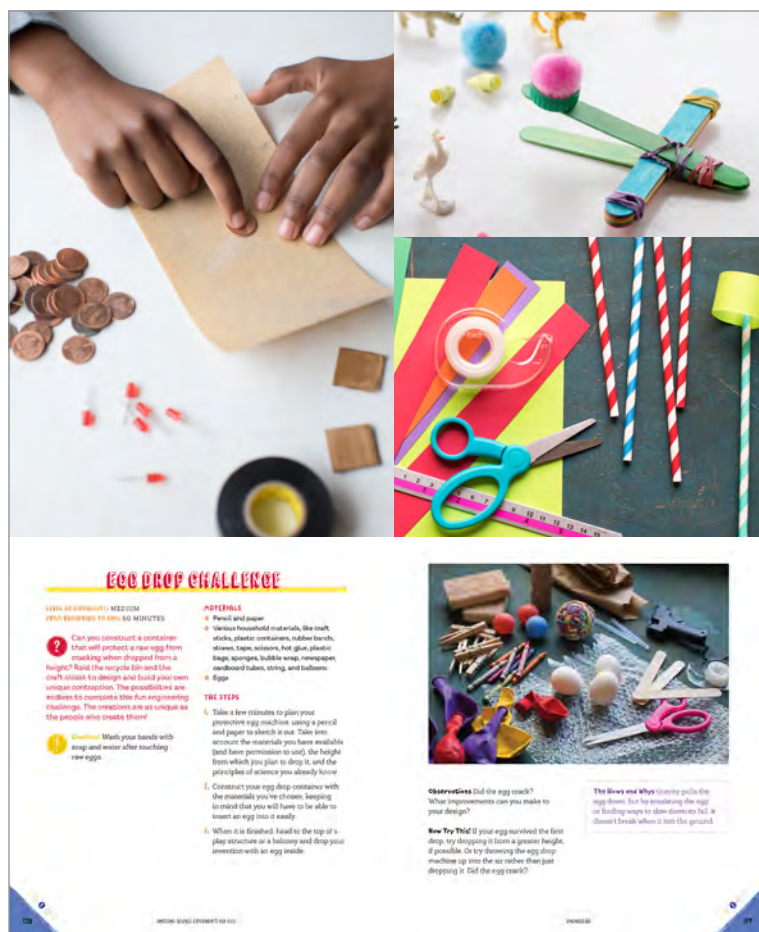 EGG DROP CHALLENGE
LEVEL OF DIFFICULTY: MEDIUM
FROM BEGINNING TO END: 60 MINUTES
Can you construct a container
that will protect a raw egg from
cracking when dropped from a
height? Raid the recycle bin and the
craft closet to design and build your own
unique contraption. The possibilities are
endless to complete this fun engineering
challenge. The creations are as unique as
the people who create them!
Caution! Wash your hands with
soap and water after touching
raw eggs.
MATERIALS
Pencil and paper
Various household materials, like craft
sticks, plastic containers, rubber bands,
straws, tape, scissors, hot glue, plastic
bags, sponges, bubble wrap, newspaper,
cardboard tubes, string, and balloons
Eggs
THE STEPS
1. Take a few minutes to plan your
protective egg machine, using a pencil
and paper to sketch it out. Take into
account the materials you have available
(and have permission to use), the height
from which you plan to drop it, and the
principles of science you already know.
2. Construct your egg drop container with
the materials you've chosen, keeping
in mind that you will have to be able to
insert an egg into it easily.
3. When it is finished, head to the top of a
play structure or a balcony and drop your
invention with an egg inside.
Observations Did the egg crack?
What improvements can you make to
your design?
Now Try This! If your egg survived the first
drop, try dropping it from a greater height,
if possible. Or try throwing the egg drop
machine up into the air rather than just
dropping it. Did the egg crack?
The Hows and Whys Gravity pulls the
egg down, but by insulating the egg
or finding ways to slow down its fall, it
doesn't break when it hits the ground.
AWESOME SCIENCE EXPERIMENTS FOR KIDS
ENGINEERING